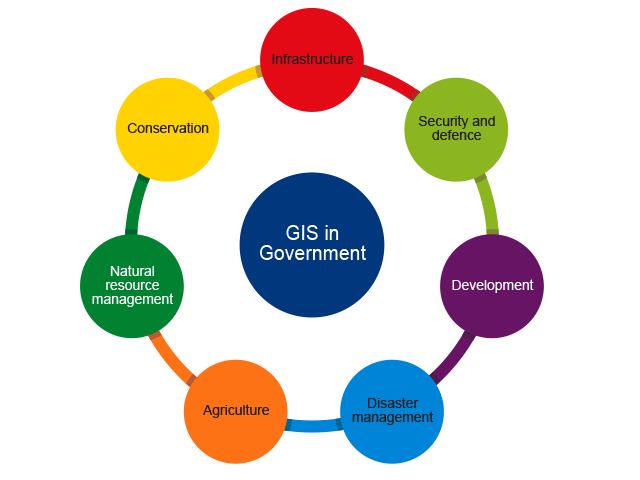 Infrastructure
Security and
defence
Development
Disaster
management
Agriculture
Natural
resource
management
Conservation
GIS in
Government